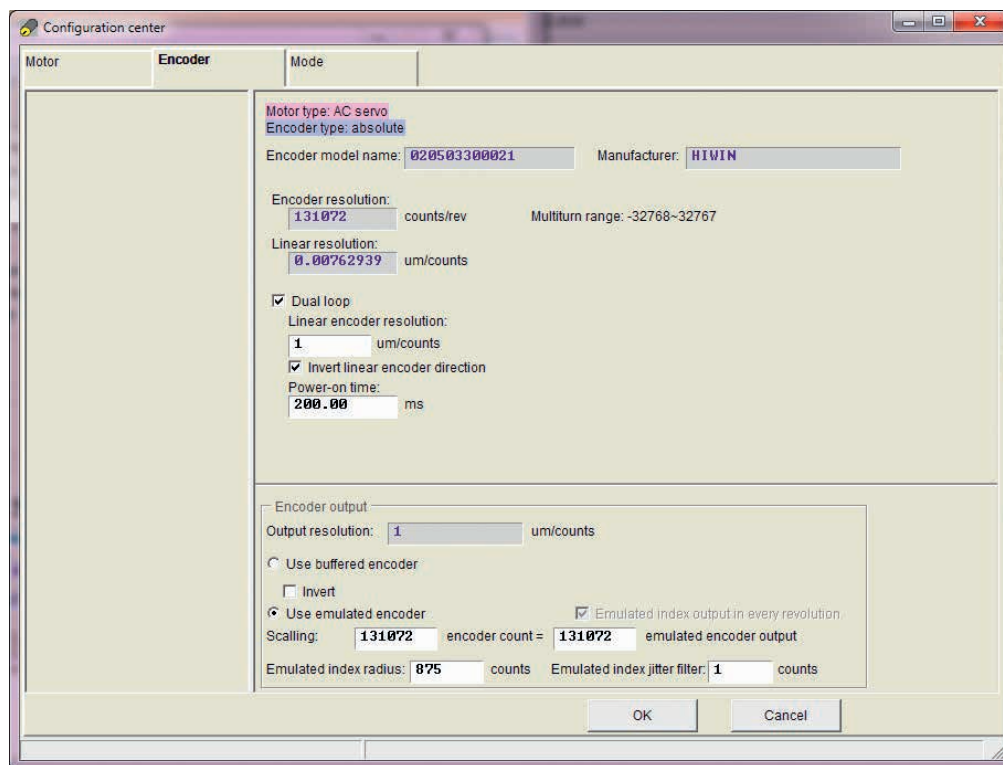 Configuration center
Motor Encoder Mode
Motor type: AC servo
Encoder type: absolute
Encoder model name: 020503300021 Manufacturer: HIWIN
Encoder resolution:
131072 counts/rev Multiturn range: -32768~32767
Linear resolution:
0.00762939 um/counts
Dual loop
Linear encoder resolution:
1 um/counts
Invert linear encoder direction
Power-on time:
200.00 ms
Encoder output
Output resolution: 1 um/counts
Use buffered encoder
Invert
Use emulated encoder Emulated index output in every revolution
Scalling: 131072 encoder count = 131072 emulated encoder output
Emulated index radius: 875 counts Emulated index jitter filter: 1 counts
OK Cancel